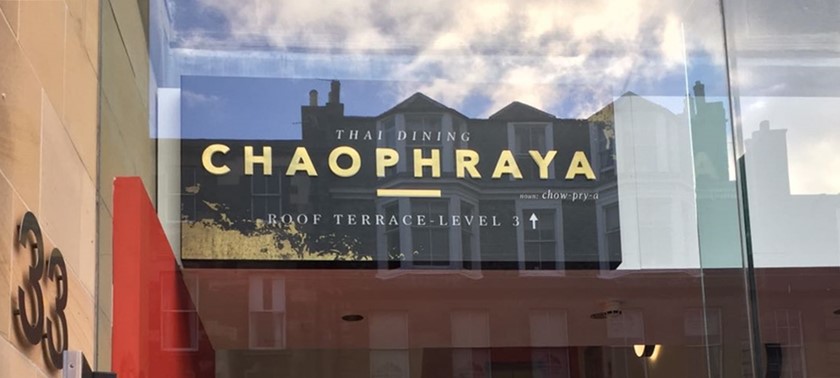 THAI DINING
CHAOPHRAYA
noun: chow-pry-a
ROOF TERRACE-LEVEL 3↑
33